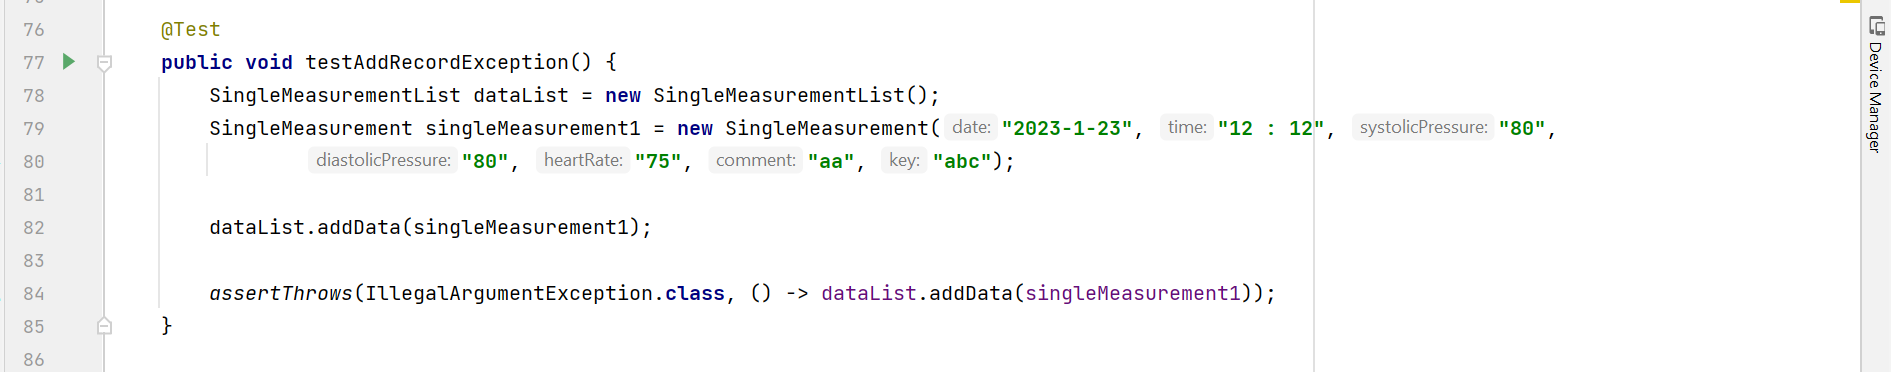 76 @Test
77 public void testAddRecordException() {
78 SingleMeasurementList dataList = new SingleMeasurementList();
79 SingleMeasurement singleMeasurement1 = new SingleMeasurement( date: "2023-1-23", time: "12 : 12", systolicPressure: "80",
80 diastolicPressure: "80", heartRate: "75", comment: "aa", key: "abc");
81
82 dataList.addData(singleMeasurement1);
83
84 assertThrows(IllegalArgumentException.class, () -> dataList.addData(singleMeasurement1));
85 }
86
Device Manager